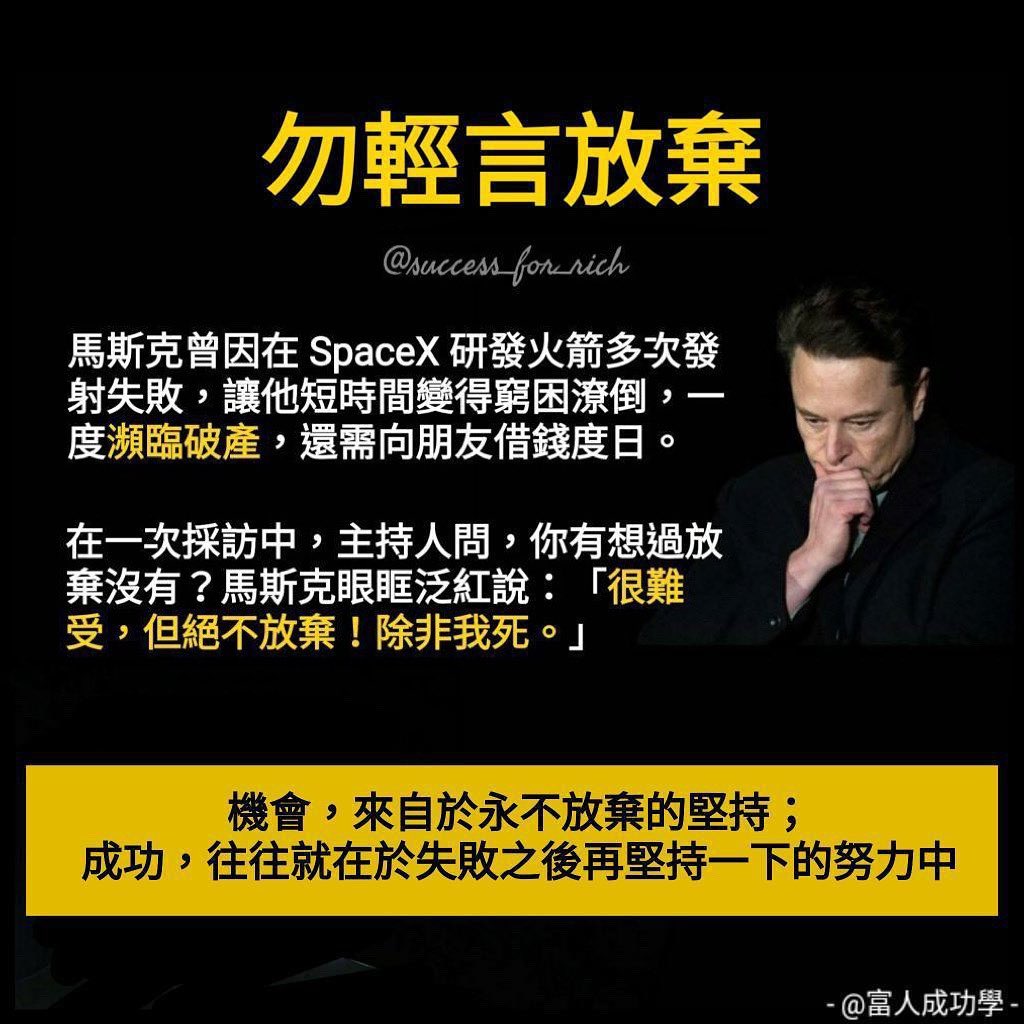 勿輕言放棄
@success_for_rich
馬斯克曾因在 SpaceX 研發火箭多次發
射失敗，讓他短時間變得窮困潦倒，一
度瀕臨破產，還需向朋友借錢度日。
在一次採訪中，主持人問，你有想過放
棄沒有？馬斯克眼眶泛紅說：「很難
受，但絕不放棄！除非我死。」
機會，來自於永不放棄的堅持；
成功，往往就在於失敗之後再堅持一下的努力中
- @富人成功學 -